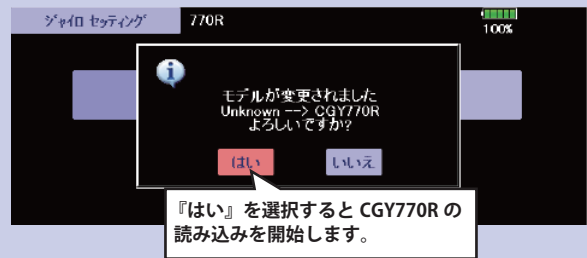 ジャイロ セッティング 770R
100%
モデルが変更されました
Unknown --> CGY770R
よろしいですか?
はい いいえ
『はい』を選択すると CGY770R の
読み込みを開始します。